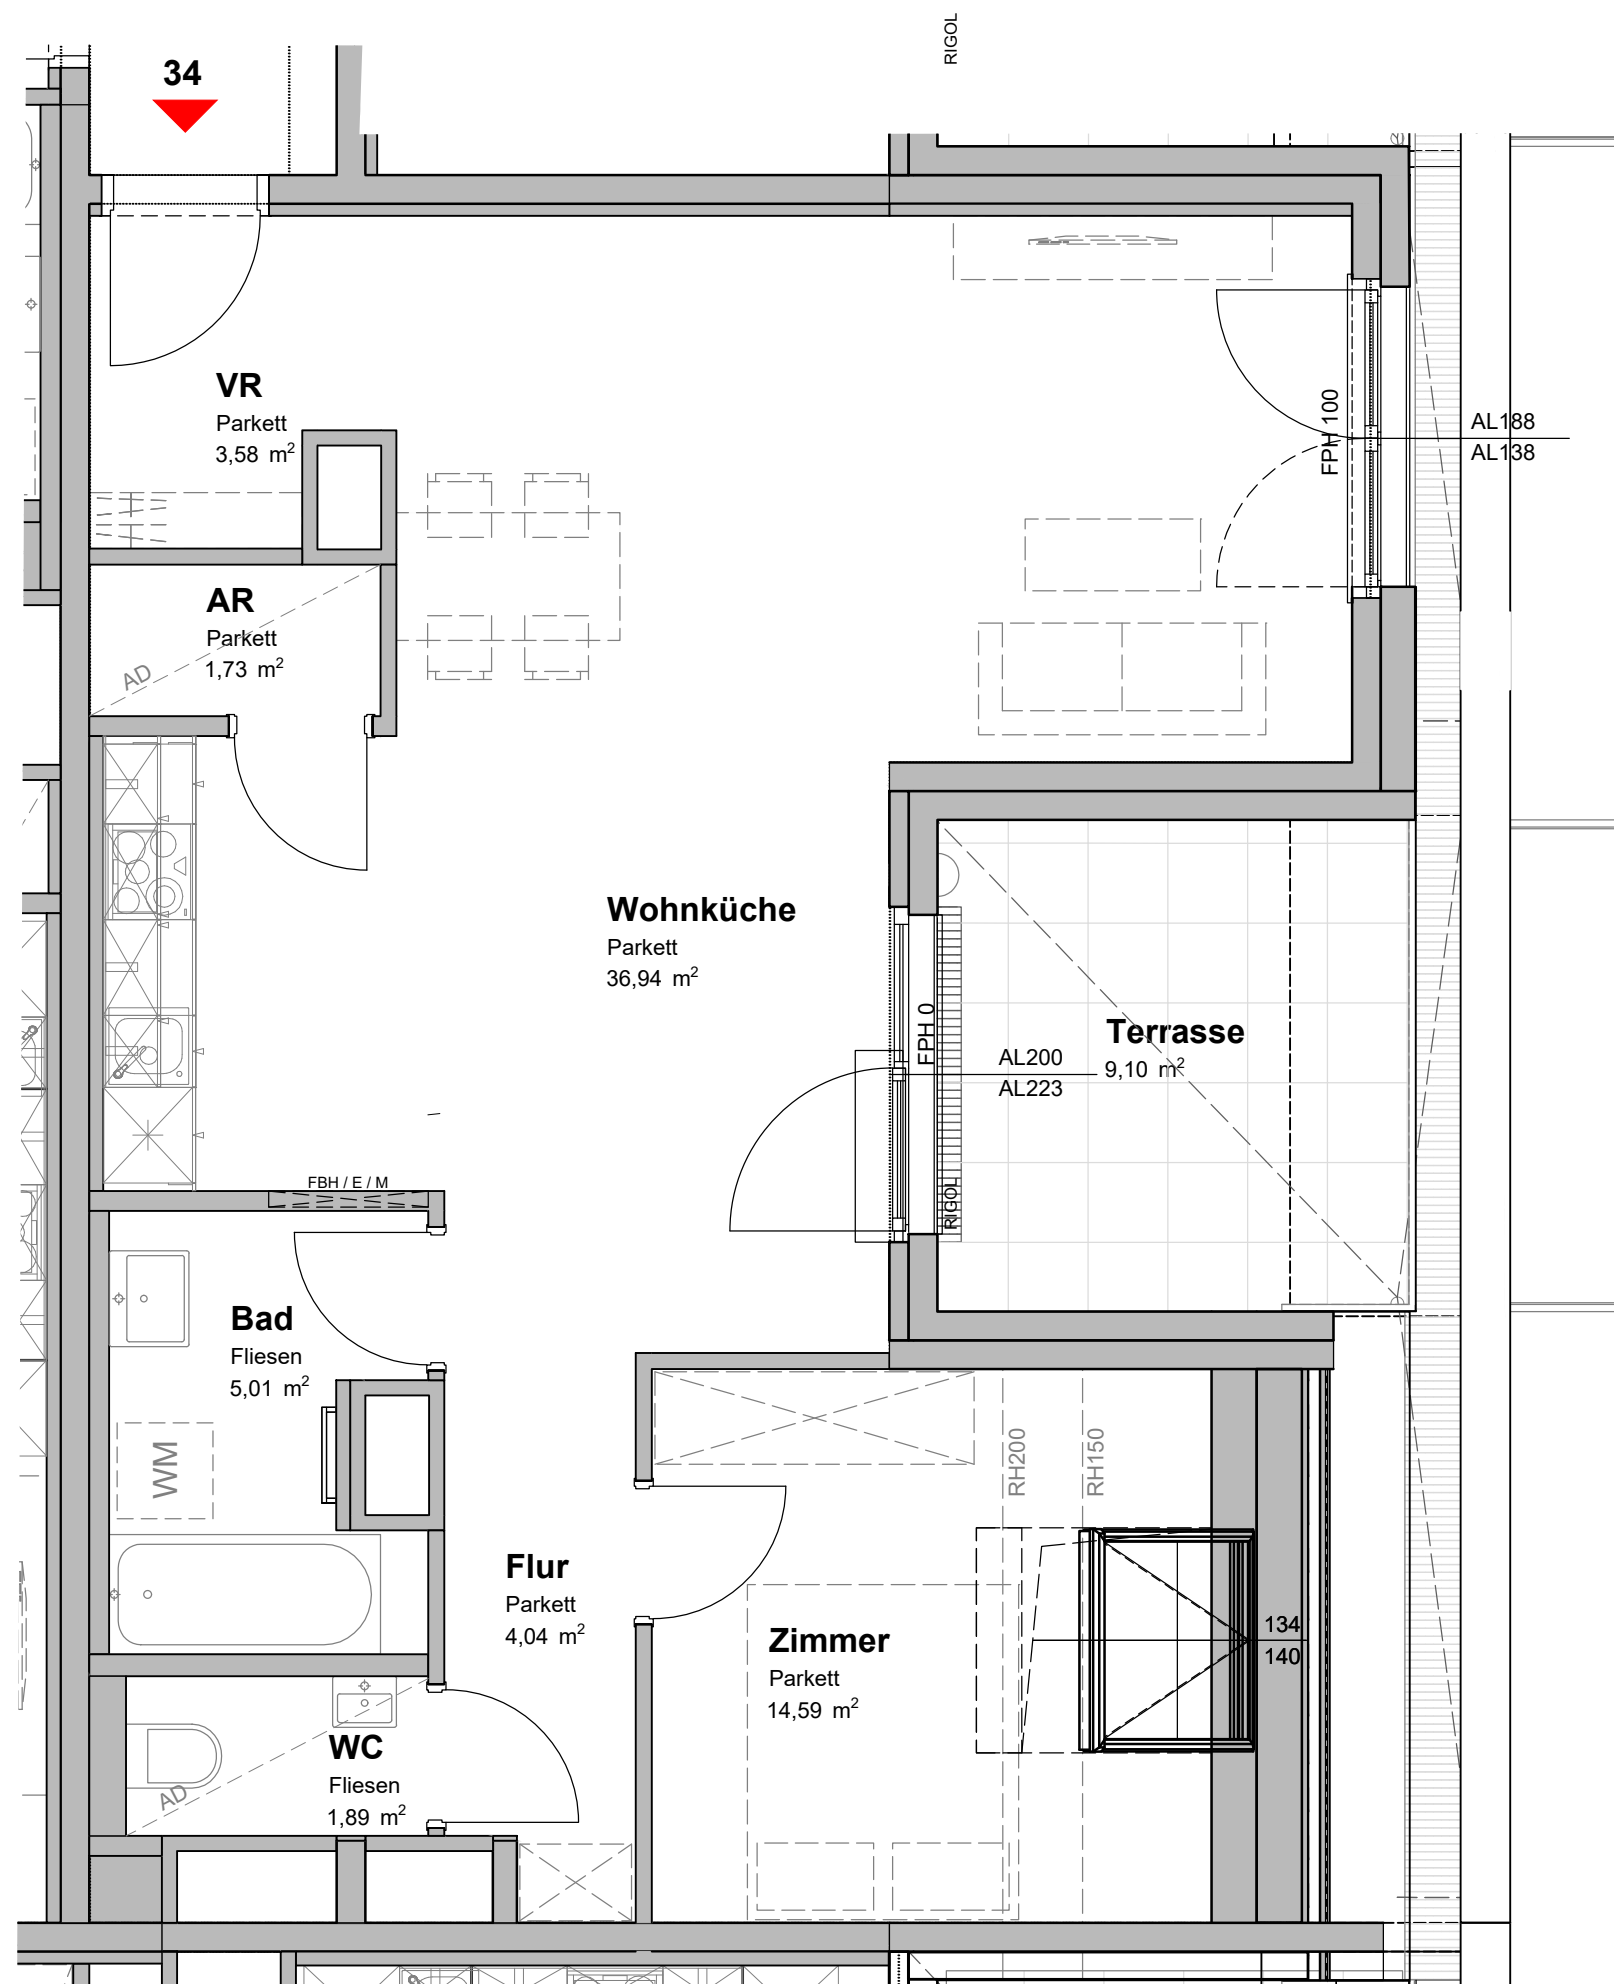 RIGOL
34
VR
Parkett
3,58 m²
FPH 100
AL188
AL138
AR
Parkett
1,73 m²
AD
Wohnküche
Parkett
36,94 m²
FPH 0
AL200
AL223
Terrasse
9,10 m²
RIGOL
FBH / E / M
Bad
Fliesen
5,01 m²
WM
RH200
RH150
Flur
Parkett
4,04 m²
Zimmer
Parkett
14,59 m²
134
140
WC
Fliesen
1,89 m²
AD